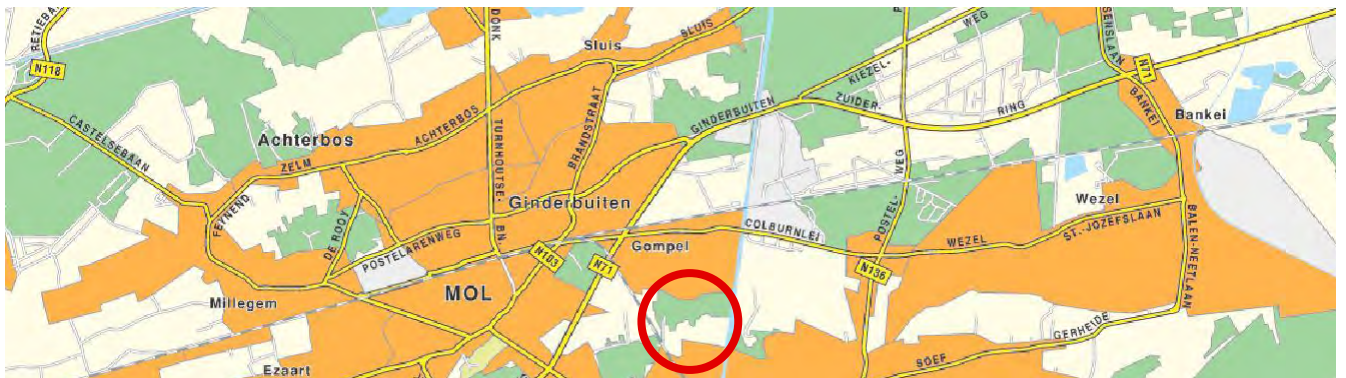 RETIEBAAN
N118
CASTELSEBAAN
Achterbos
ZELM
FEYNEND
DE ROOY
POSTELARENWEG
Millegem
MOL
Ezaart
ACHTERBOS
DONK
TURNHOUTSE-
BN.
Sluis
SLUIS
BRANDSTRAAT
Ginderbuiten
GINDERBUITEN
N103
N71
Gompel
COLBURNLEI
KIEZEL-
WEG
ZUIDER-
RING
POSTEL-
WEG
N136
WEZEL
Wezel
ST.-JOZEFSLAAN
SENSLAAN
N71
BANKEI
Bankei
BALEN-NEETLAAN
GERHEIDE
SOEF